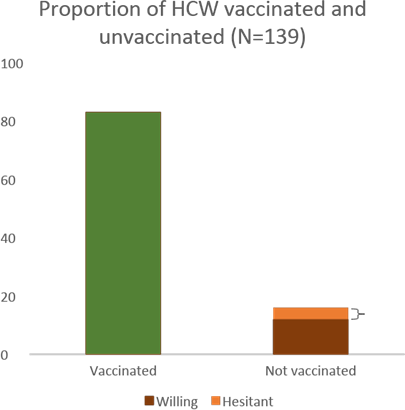 Proportion of HCW vaccinated and
unvaccinated (N=139)
100
80
60
40
20
0
Vaccinated Not vaccinated
Willing Hesitant